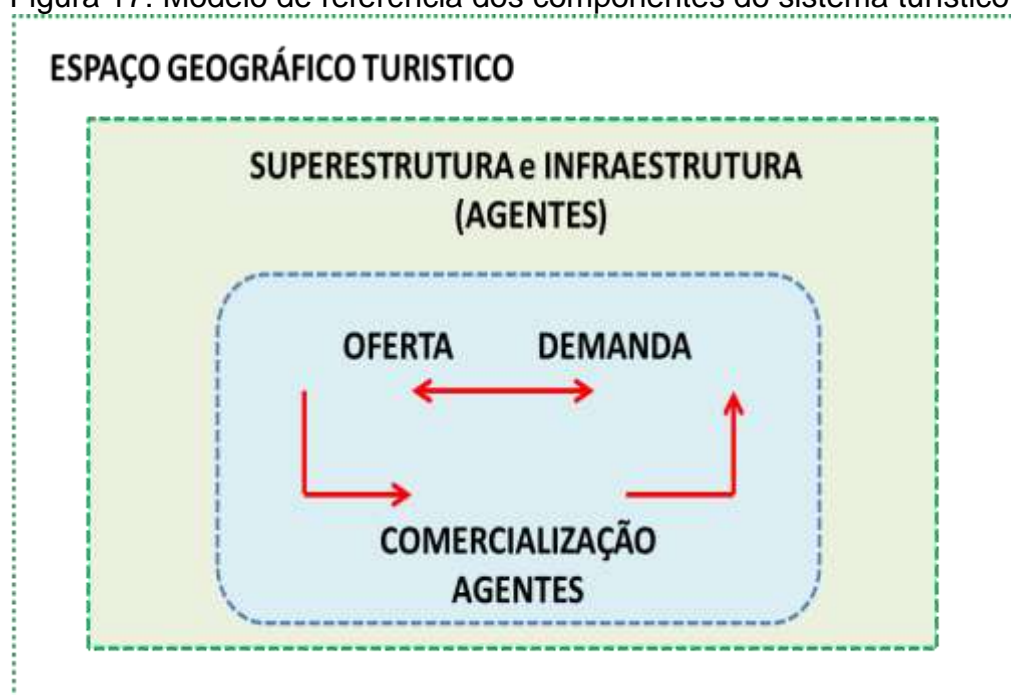 Figura 17: Modelo de referência dos componentes do sistema turístico
ESPAÇO GEOGRÁFICO TURISTICO
SUPERESTRUTURA e INFRAESTRUTURA
(AGENTES)
OFERTA DEMANDA
COMERCIALIZAÇÃO
AGENTES